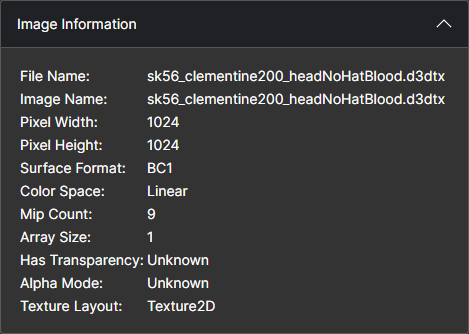 Image Information
File Name: sk56_clementine200_headNoHatBlood.d3dtx
Image Name: sk56_clementine200_headNoHatBlood.d3dtx
Pixel Width: 1024
Pixel Height: 1024
Surface Format: BC1
Color Space: Linear
Mip Count: 9
Array Size: 1
Has Transparency: Unknown
Alpha Mode: Unknown
Texture Layout: Texture2D